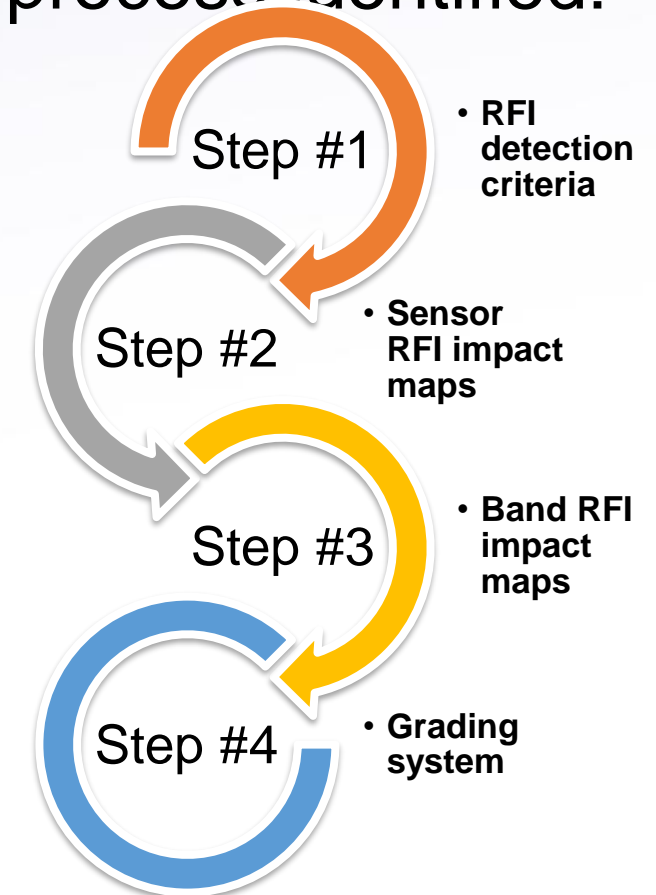 identified:
Step #1
• RFI
detection
criteria
Step #2
• Sensor
RFI impact
maps
Step #3
• Band RFI
impact
maps
Step #4
• Grading
system